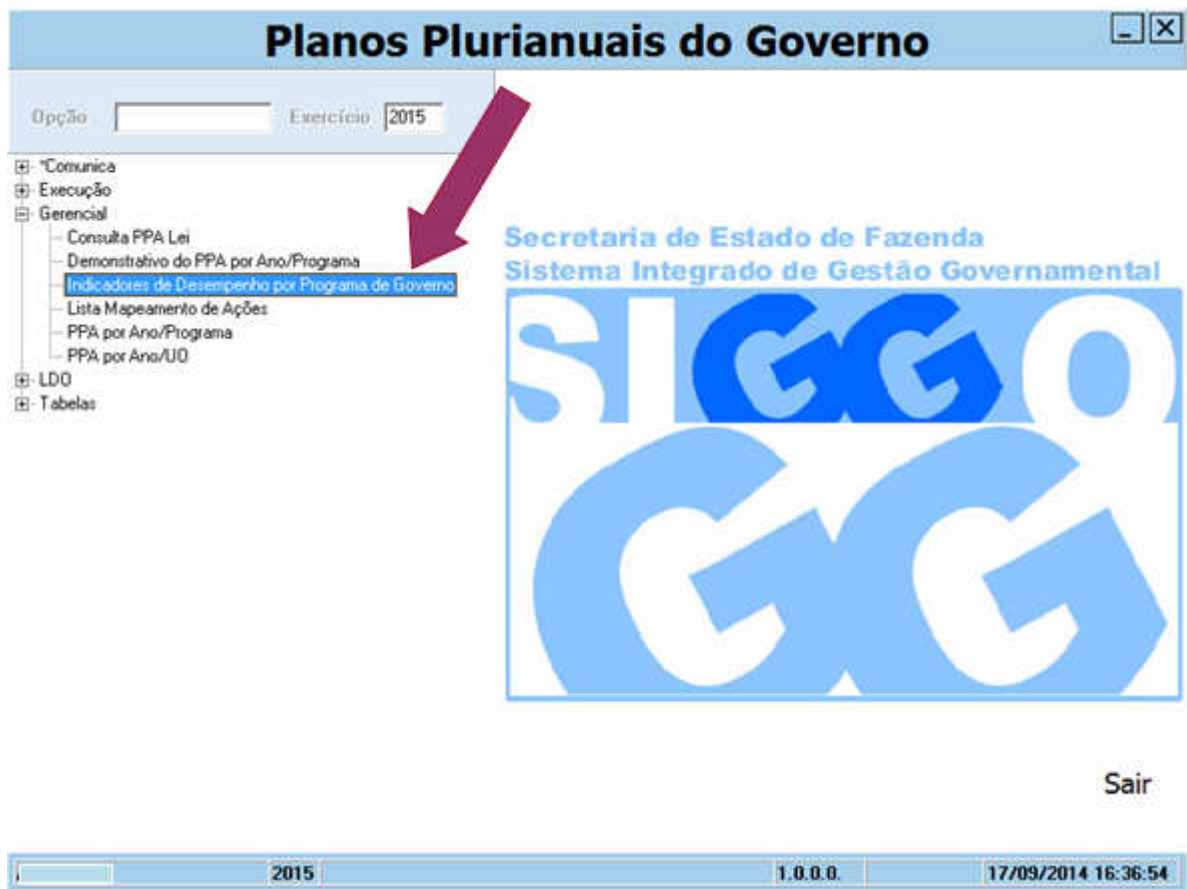 Planos Plurianuais do Governo
Opção Exercício 2015
*Comunica
Execução
Gerencial
Consulta PPA Lei
Demonstrativo do PPA por Ano/Programa
Indicadores de Desempenho por Programa de Governo
Lista Mapeamento de Ações
PPA por Ano/Programa
PPA por Ano/UO
LDO
Tabelas
Secretaria de Estado de Fazenda
Sistema Integrado de Gestão Governamental
SIGGO
GG
Sair
2015 1.0.0.0. 17/09/2014 16:36:54